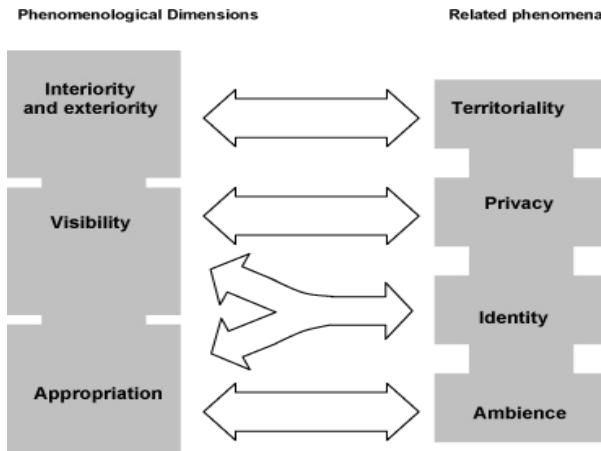 Phenomenological Dimensions
Related phenomena
Interiority
and exteriority
Territoriality
Visibility
Privacy
Identity
Appropriation
Ambience